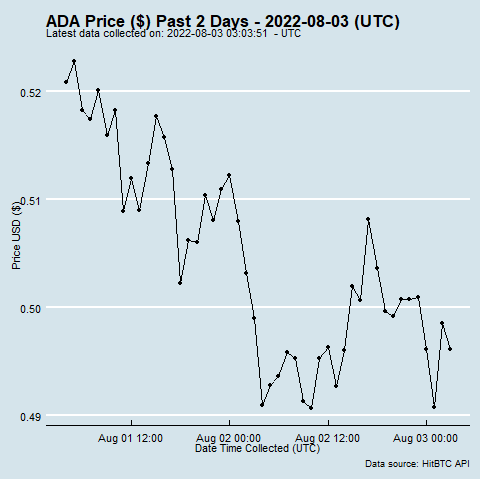 ADA Price ($) Past 2 Days - 2022-08-03 (UTC)
Latest data collected on: 2022-08-03 03:03:51 - UTC
0.52
0.51
Price USD ($)
0.50
0.49
Aug 01 12:00
Aug 02 00:00
Aug 02 12:00
Aug 03 00:00
Date Time Collected (UTC)
Data source: HitBTC API